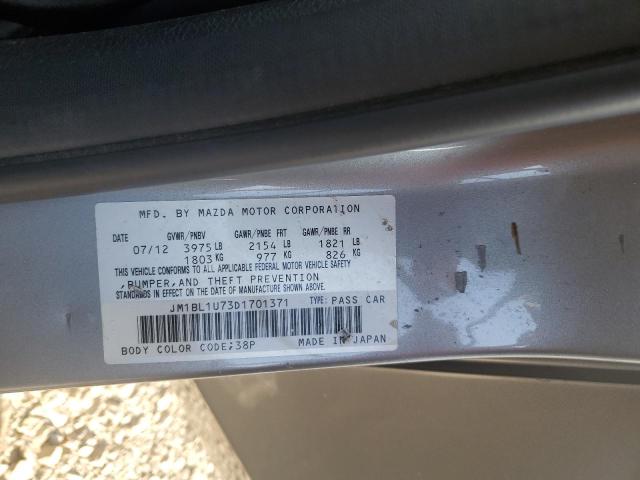 MFD. BY MAZDA MOTOR CORPORATION
DATE GVWR/PNBV GAWR/PNBE FRT GAWR/PNBE RR
07/12 3975 LB 2154 LB 1821 LB
1803 KG 977 KG 826 KG
THIS VEHICLE CONFORMS TO ALL APPLICABLE FEDERAL MOTOR VEHICLE SAFETY
,BUMPER,AND THEFT PREVENTION
STANDARDS IN EFFECT ON THE DATE OF MANUFACTURE SHOWN ABOVE.
JM1BL1U73D1701371 TYPE: PASS CAR
BODY COLOR CODE;38P MADE IN JAPAN